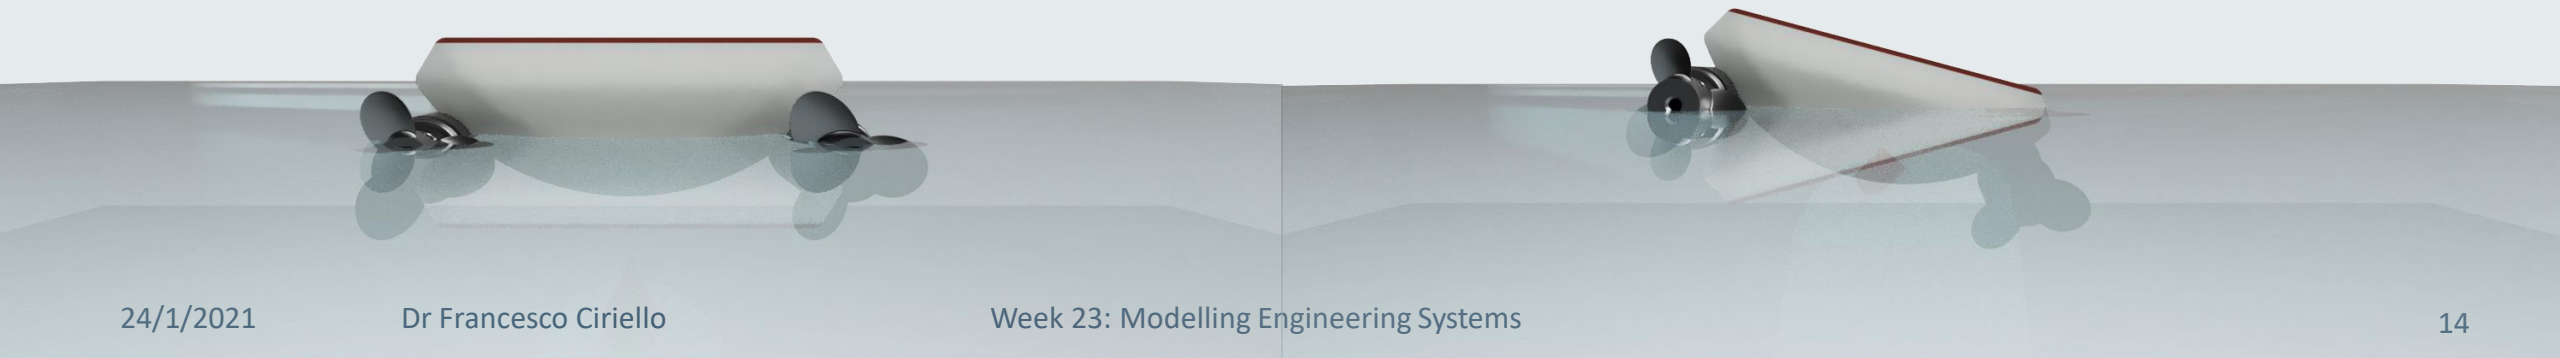 24/1/2021 Dr Francesco Ciriello Week 23: Modelling Engineering Systems 14